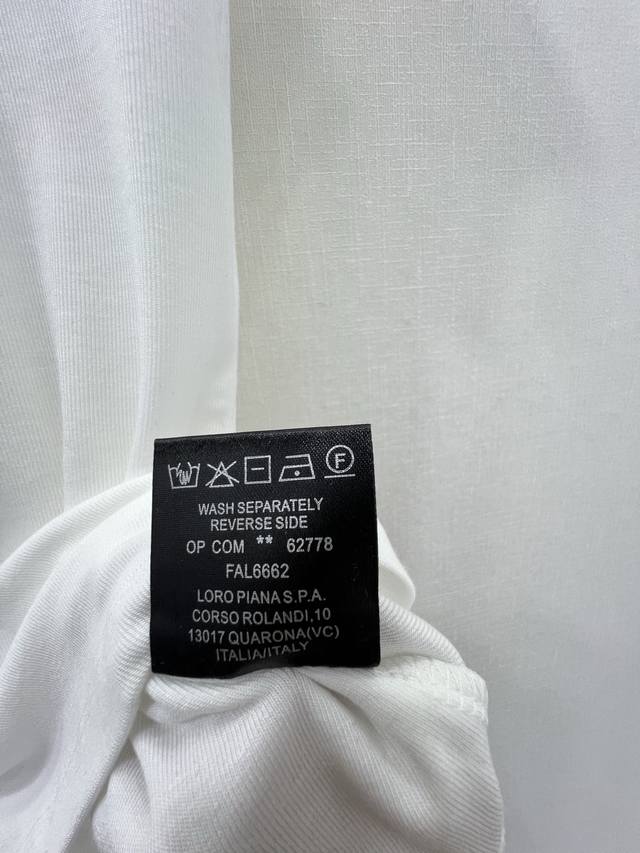 F
WASH SEPARATELY
REVERSE SIDE
OP COM ** 62778
FAL6662
LORO PIANA S.P.A.
CORSO ROLANDI,10
13017 QUARONA(VC)
ITALIA/ITALY